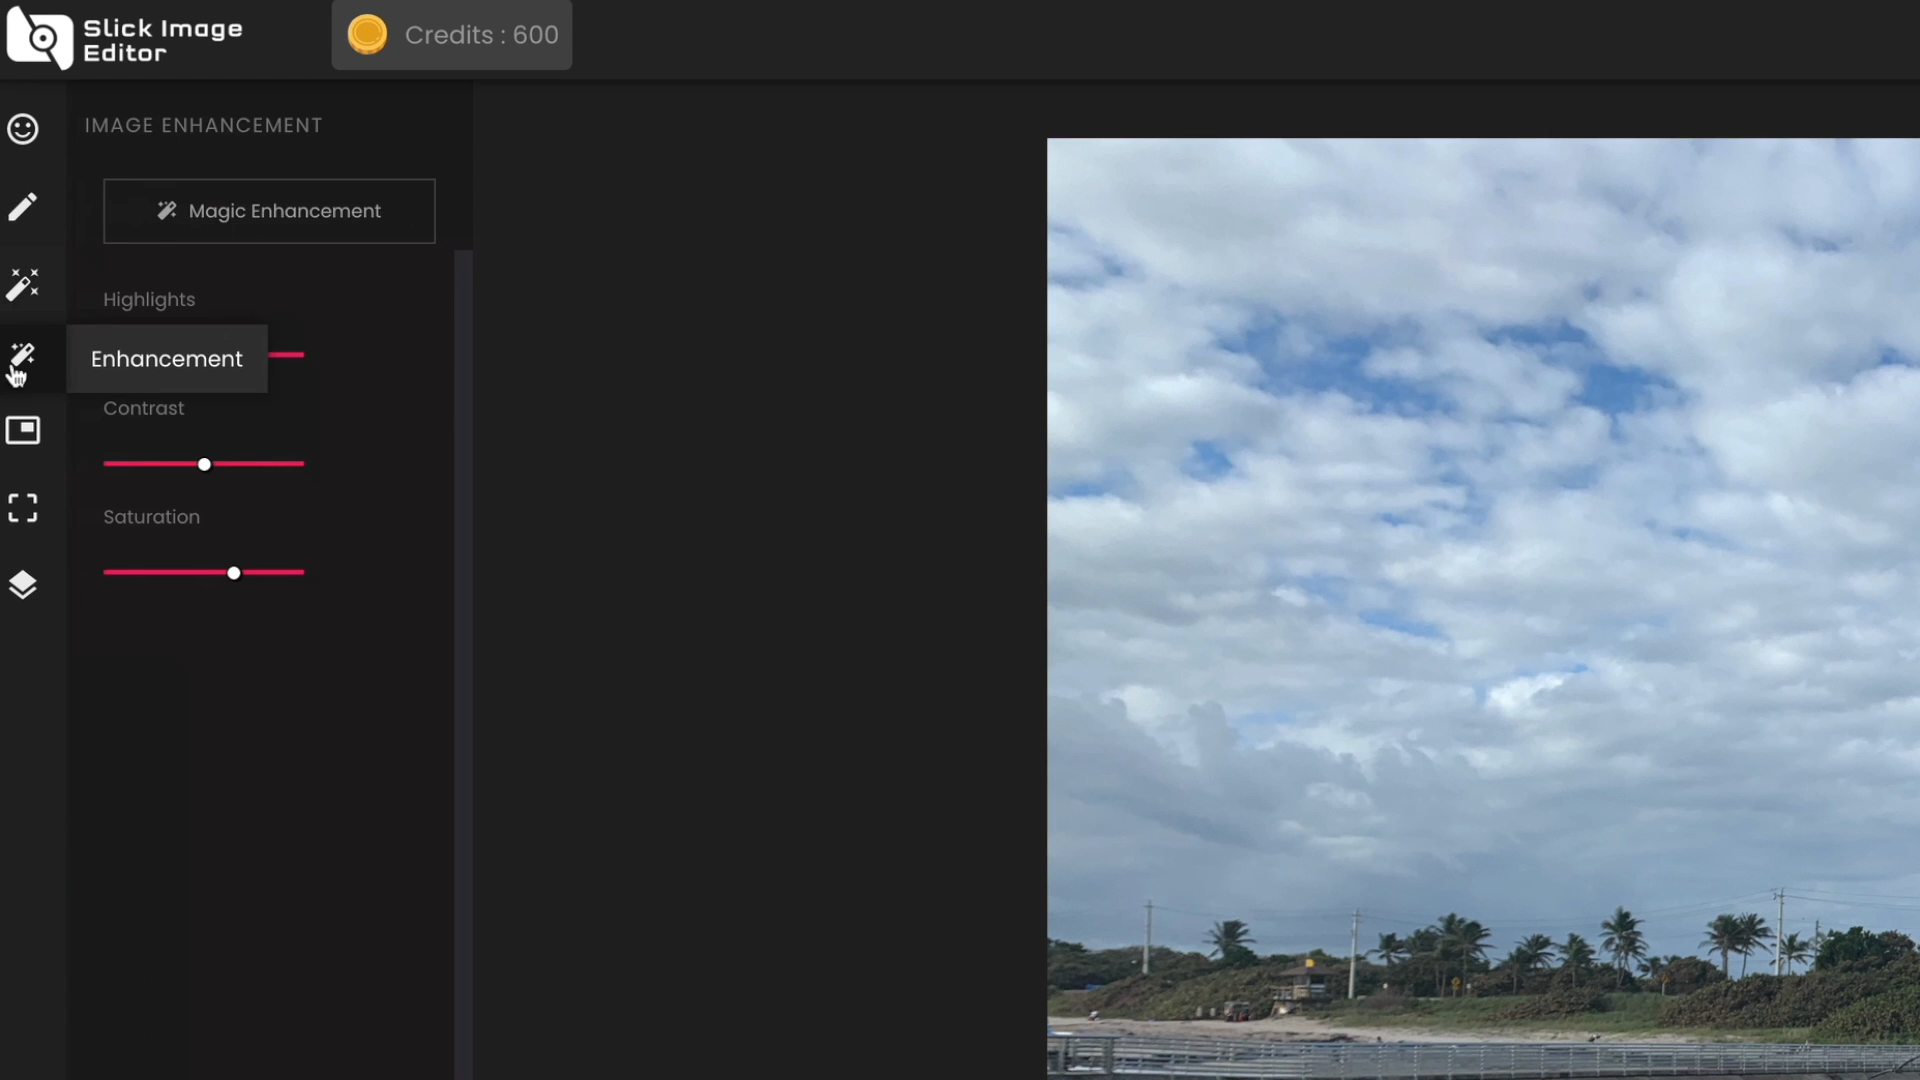 Slick Image
Editor
Credits : 600
IMAGE ENHANCEMENT
Magic Enhancement
Highlights
Enhancement
Contrast
Saturation